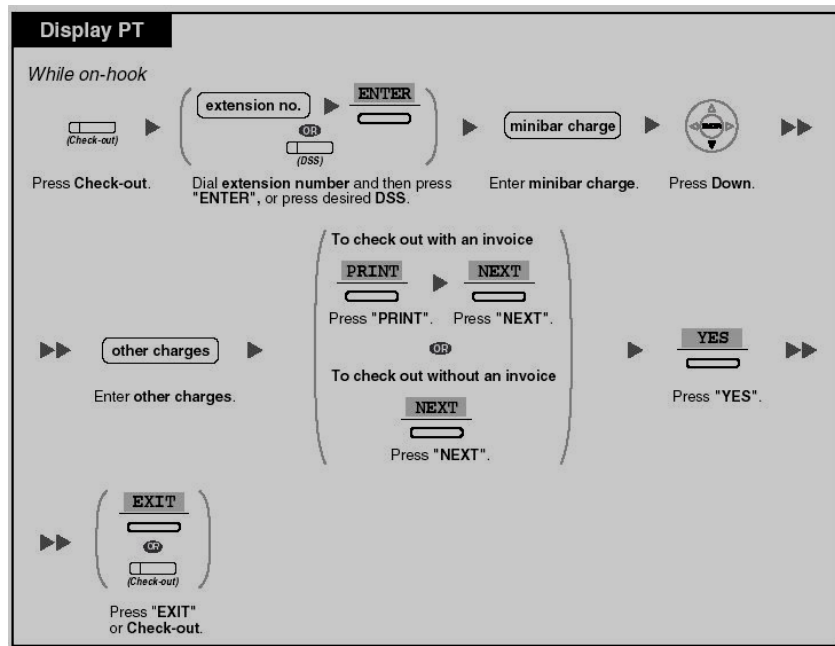 Display PT
While on-hook
extension no.
ENTER
OR
(Check-out)
(DSS)
minibar charge
ENTER
Press Check-out.
Dial extension number and then press
"ENTER", or press desired DSS.
Enter minibar charge.
Press Down.
To check out with an invoice
PRINT
NEXT
Press "PRINT".
Press "NEXT".
OR
To check out without an invoice
NEXT
Press "NEXT".
other charges
Enter other charges.
YES
Press "YES".
EXIT
OR
(Check-out)
Press "EXIT"
or Check-out.